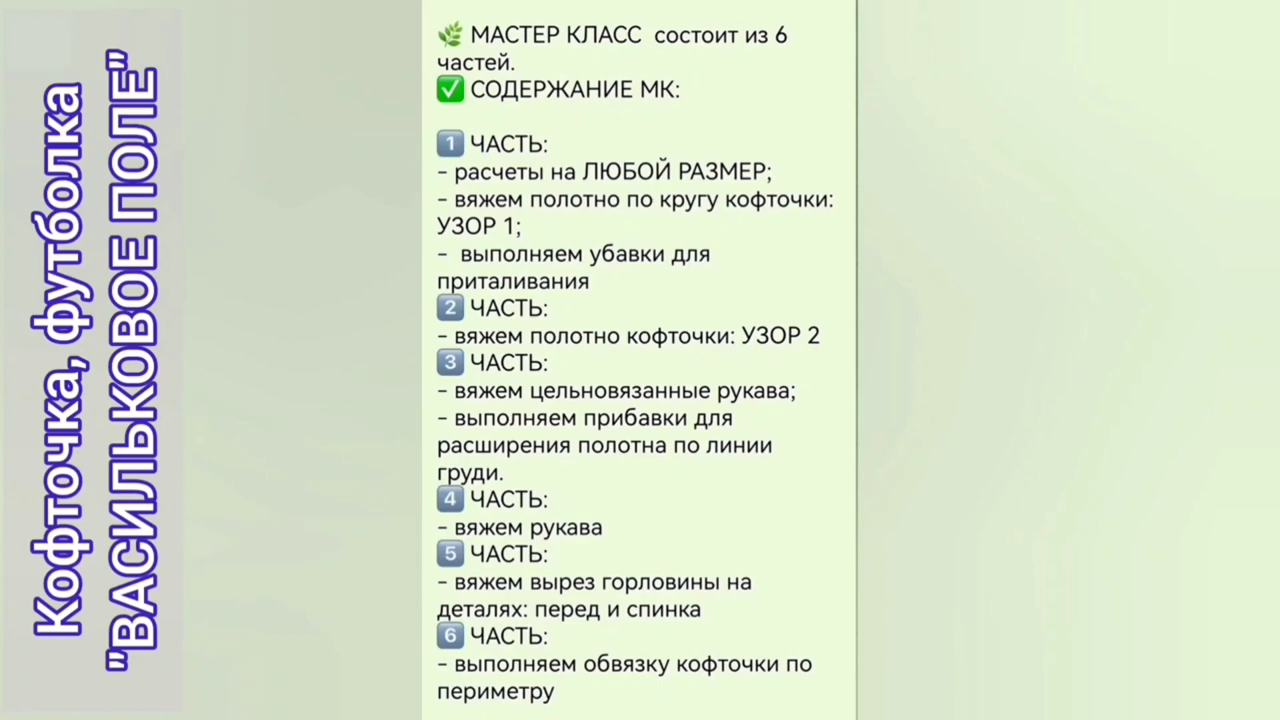 Кофточка, футболка
"ВАСИЛЬКОВОЕ ПОЛЕ"
🌿 МАСТЕР КЛАСС  состоит из 6
частей.
✅ СОДЕРЖАНИЕ МК:
1️⃣ ЧАСТЬ:
- расчеты на ЛЮБОЙ РАЗМЕР;
- вяжем полотно по кругу кофточки:
УЗОР 1;
-  выполняем убавки для
приталивания
2️⃣ ЧАСТЬ:
- вяжем полотно кофточки: УЗОР 2
3️⃣ ЧАСТЬ:
- вяжем цельновязанные рукава;
- выполняем прибавки для
расширения полотна по линии
груди.
4️⃣ ЧАСТЬ:
- вяжем рукава
5️⃣ ЧАСТЬ:
- вяжем вырез горловины на
деталях: перед и спинка
6️⃣ ЧАСТЬ:
- выполняем обвязку кофточки по
периметру